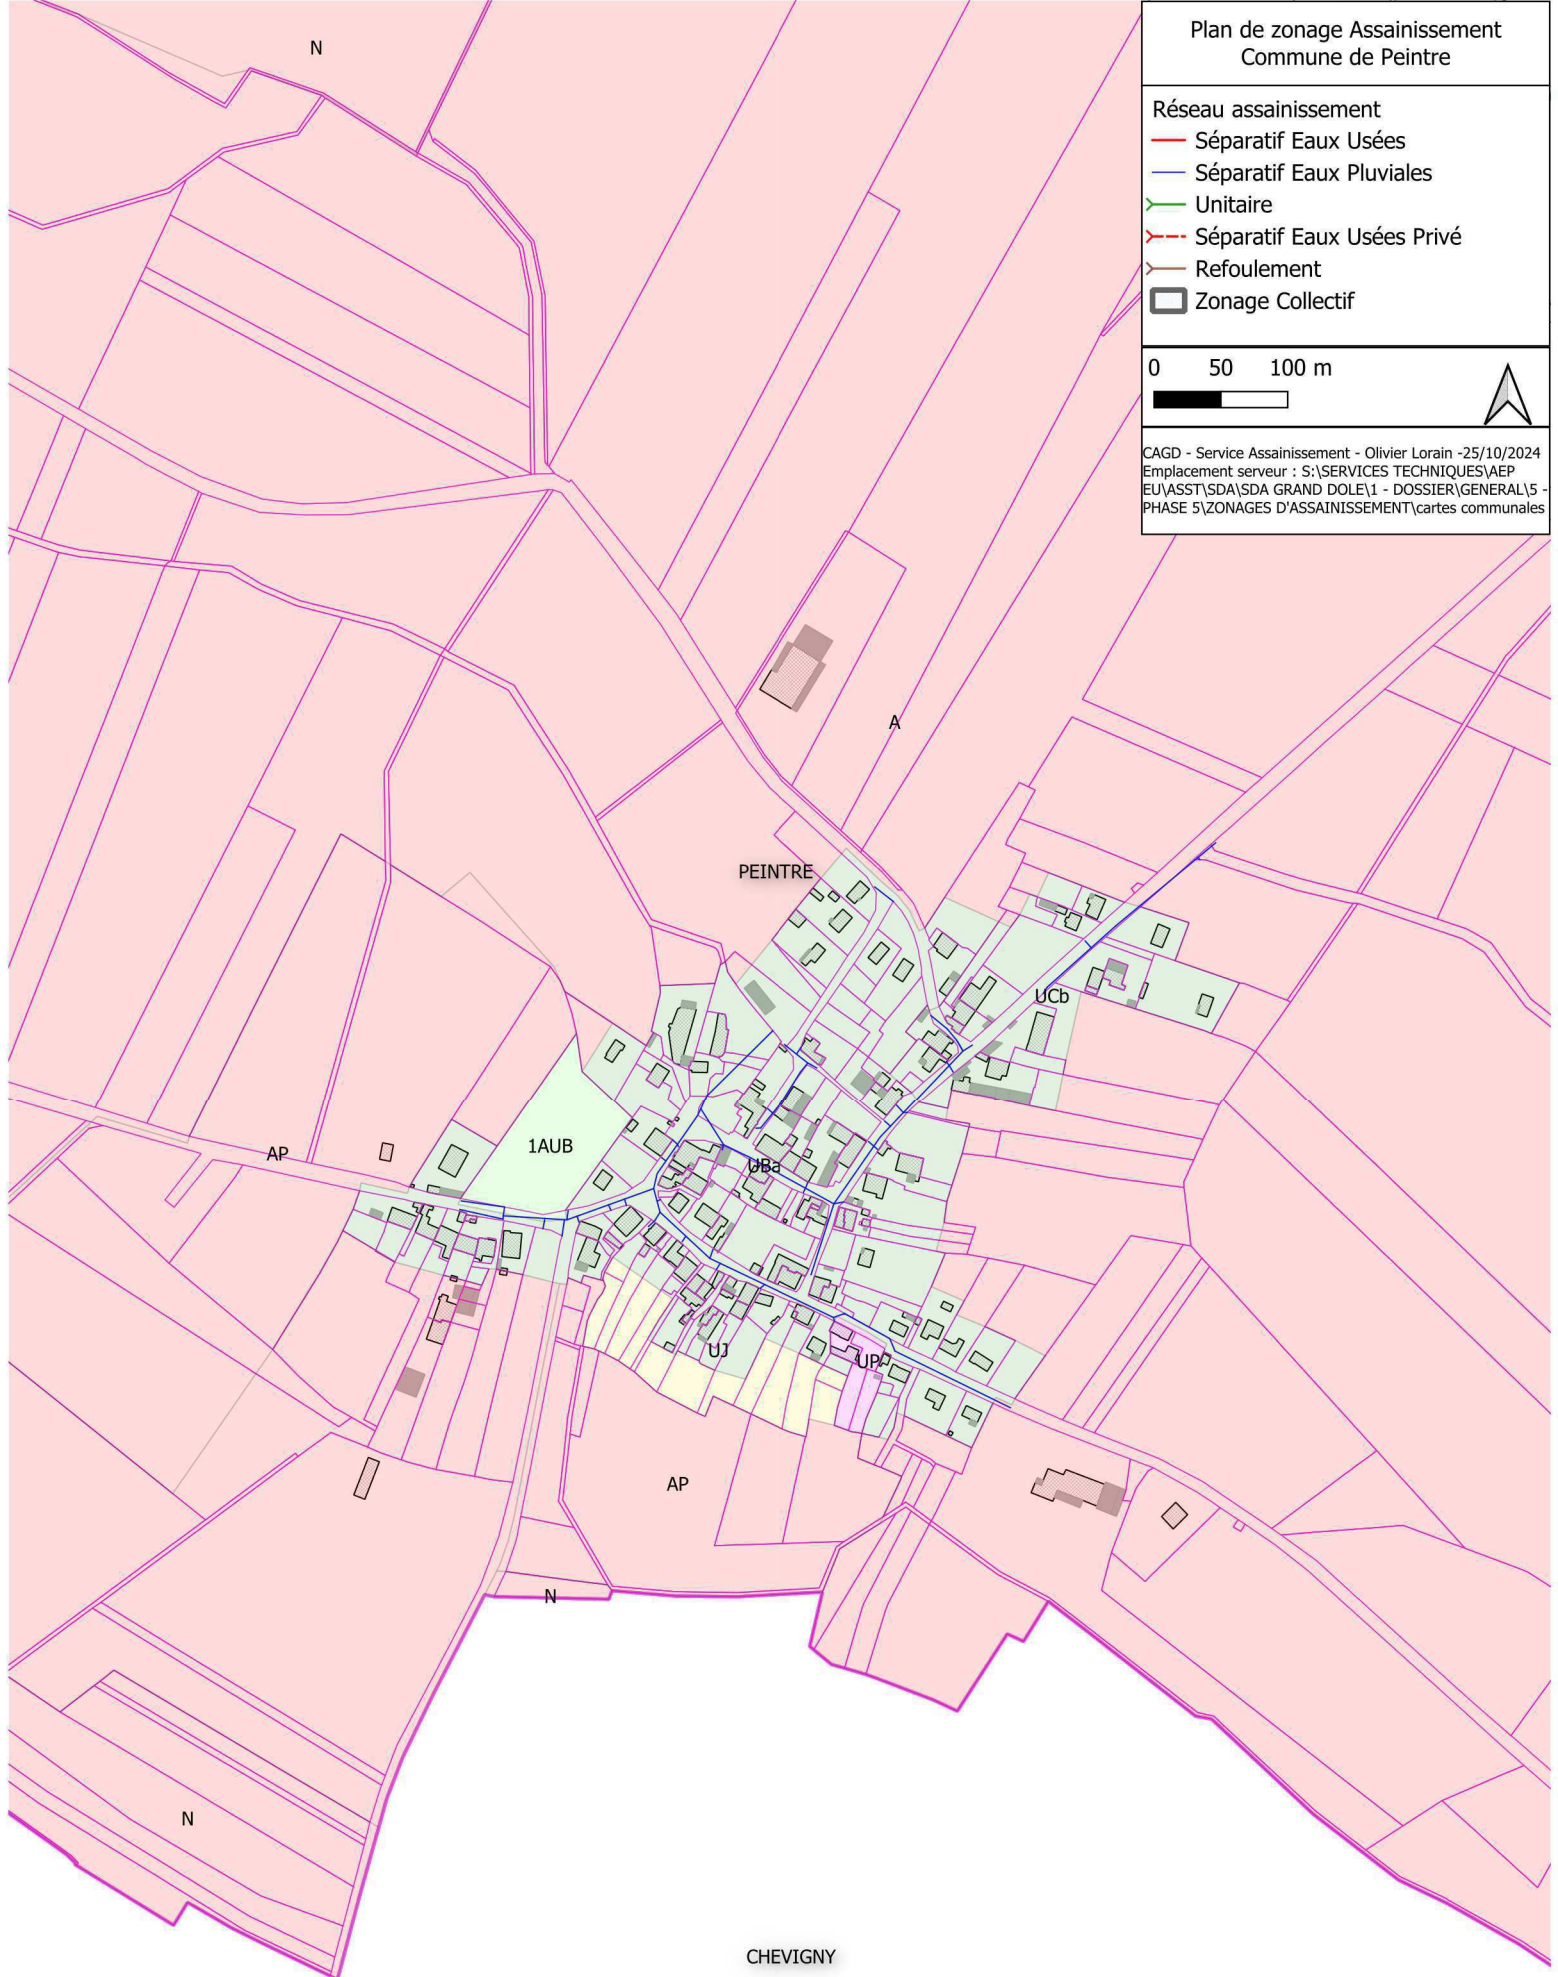 Plan de zonage Assainissement
Commune de Peintre
Réseau assainissement
Séparatif Eaux Usées
Séparatif Eaux Pluviales
Unitaire
Séparatif Eaux Usées Privé
Refoulement
Zonage Collectif
0 50 100 m
CAGD - Service Assainissement - Olivier Lorain -25/10/2024
Emplacement serveur : S:\SERVICES TECHNIQUES\AEP
EU\ASST\SDA\SDA GRAND DOLE\1 - DOSSIER\GENERAL\5 -
PHASE 5\ZONAGES D'ASSAINISSEMENT\cartes communales
N
A
PEINTRE
UCb
1AUB
AP
UBa
UJ
UP
AP
N
N
CHEVIGNY